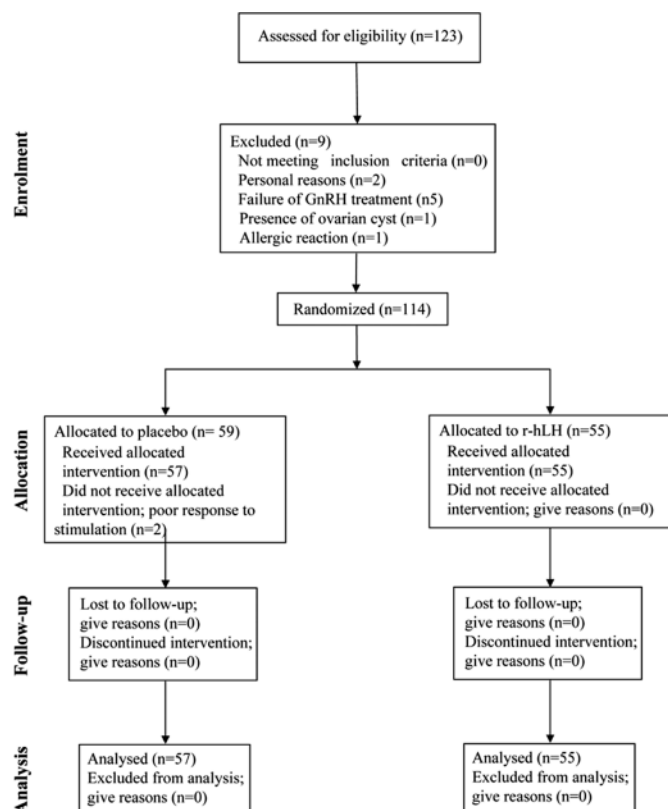 Assessed for eligibility (n=123)
Enrolment
Excluded (n=9)
Not meeting inclusion criteria (n=0)
Personal reasons (n=2)
Failure of GnRH treatment (n5)
Presence of ovarian cyst (n=1)
Allergic reaction (n=1)
Randomized (n=114)
Allocation
Allocated to placebo (n= 59)
Received allocated
intervention (n=57)
Did not receive allocated
intervention; poor response to
stimulation (n=2)
Allocated to r-hLH (n=55)
Received allocated
intervention (n=55)
Did not receive allocated
intervention; give reasons (n=0)
Follow-up
Lost to follow-up;
give reasons (n=0)
Discontinued intervention;
give reasons (n=0)
Lost to follow-up;
give reasons (n=0)
Discontinued intervention;
give reasons (n=0)
Analysis
Analysed (n=57)
Excluded from analysis;
give reasons (n=0)
Analysed (n=55)
Excluded from analysis;
give reasons (n=0)